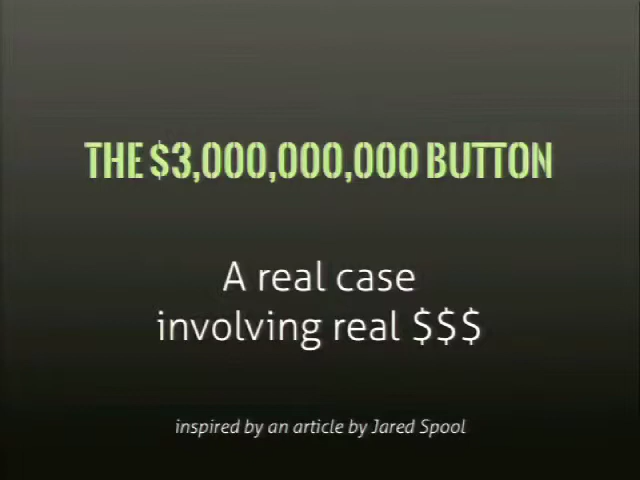 THE $3,000,000,000 BUTTON
A real case
involving real $$$
inspired by an article by Jared Spool